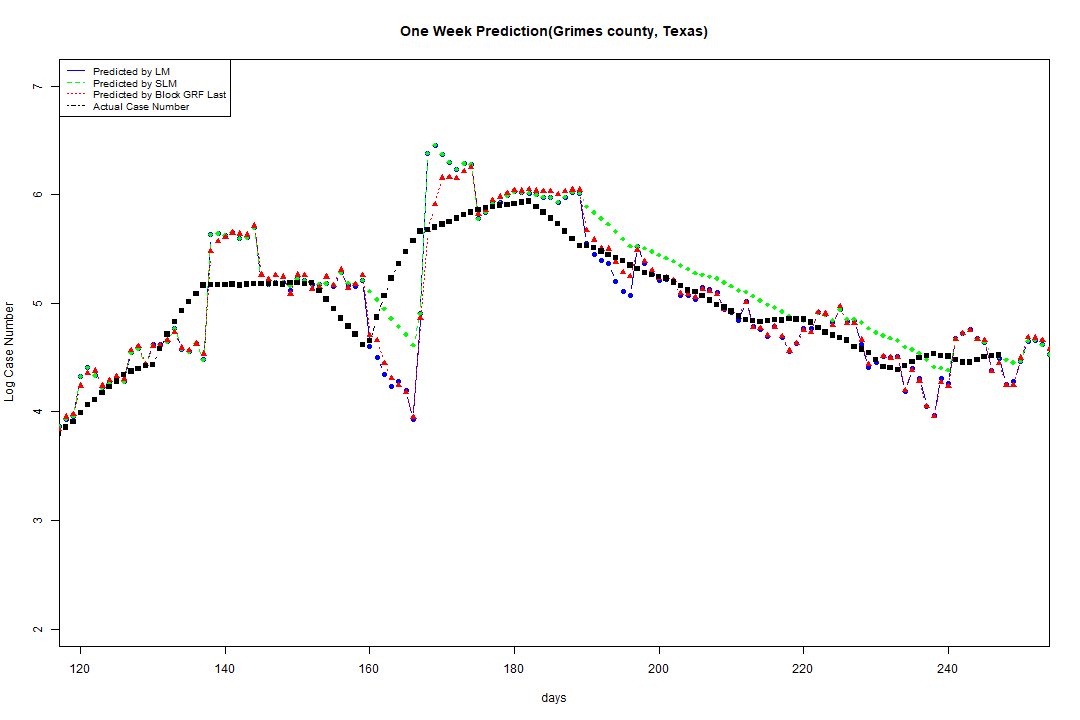 One Week Prediction(Grimes county, Texas)
Predicted by LM
Predicted by SLM
Predicted by Block GRF Last
Actual Case Number
Log Case Number
7
6
5
4
3
2
120 140 160 180 200 220 240
days